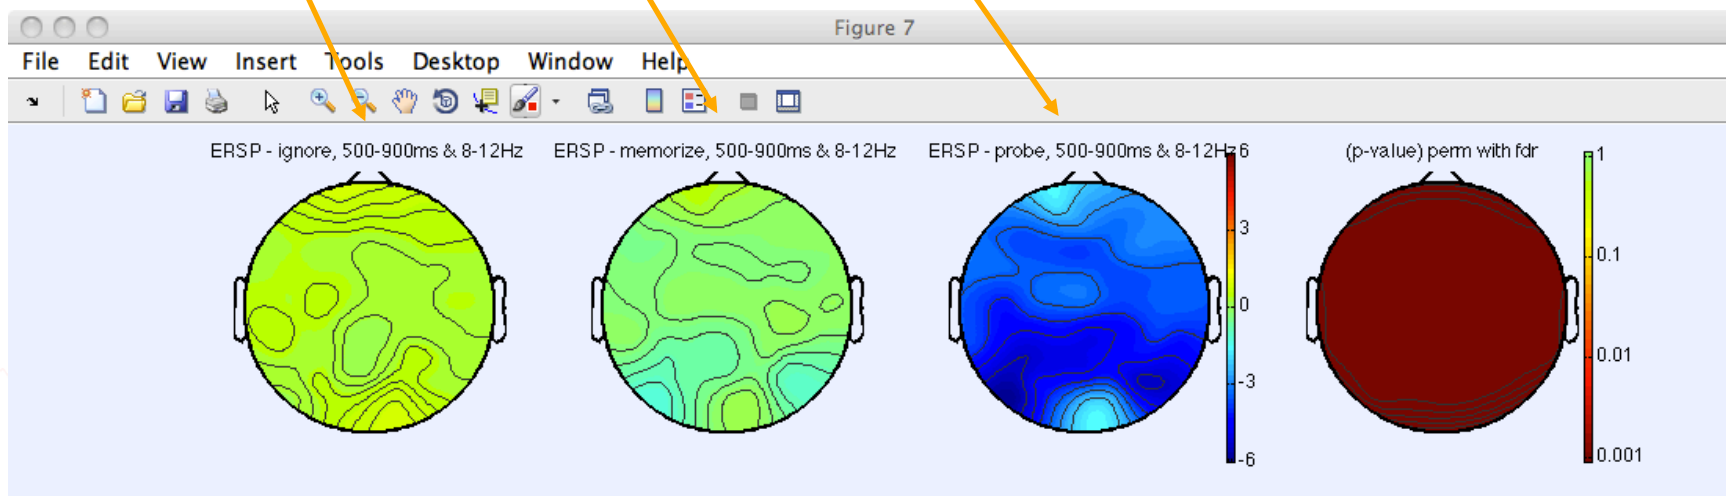 Figure 7
File Edit View Insert Tools Desktop Window Help
ERSP - ignore, 500-900ms & 8-12Hz
ERSP - memorize, 500-900ms & 8-12Hz
ERSP - probe, 500-900ms & 8-12Hz
6
3
0
-3
-6
(p-value) perm with fdr
1
0.1
0.01
0.001